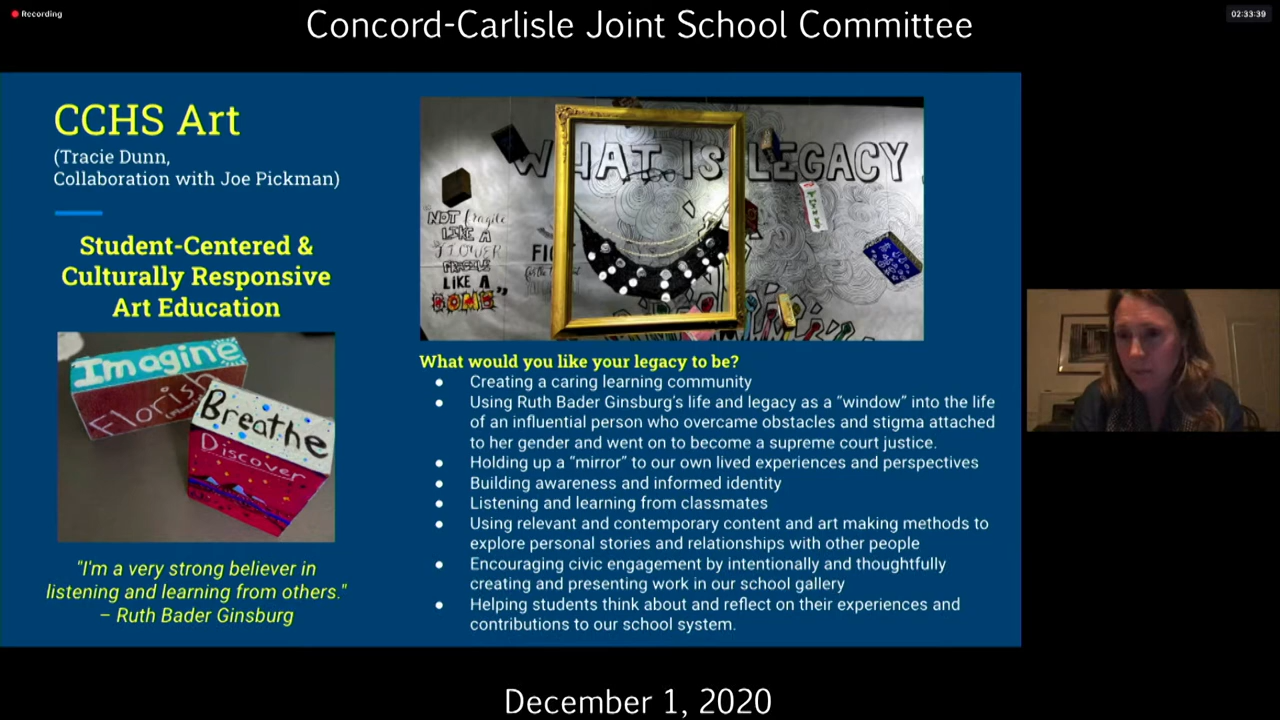 Recording
02:33:39
Concord-Carlisle Joint School Committee
CCHS Art
(Tracie Dunn,
Collaboration with Joe Pickman)
Student-Centered &
Culturally Responsive
Art Education
Imagine
Breathe
Discover
"I'm a very strong believer in
listening and learning from others."
– Ruth Bader Ginsburg
WHAT IS LEGACY
NOT fragile
LIKE A
FLOWER
FRAGILE
LIKE A
BOMB"
What would you like your legacy to be?
● Creating a caring learning community
● Using Ruth Bader Ginsburg's life and legacy as a "window" into the life
of an influential person who overcame obstacles and stigma attached
to her gender and went on to become a supreme court justice.
● Holding up a "mirror" to our own lived experiences and perspectives
● Building awareness and informed identity
● Listening and learning from classmates
● Using relevant and contemporary content and art making methods to
explore personal stories and relationships with other people
● Encouraging civic engagement by intentionally and thoughtfully
creating and presenting work in our school gallery
● Helping students think about and reflect on their experiences and
contributions to our school system.
December 1, 2020